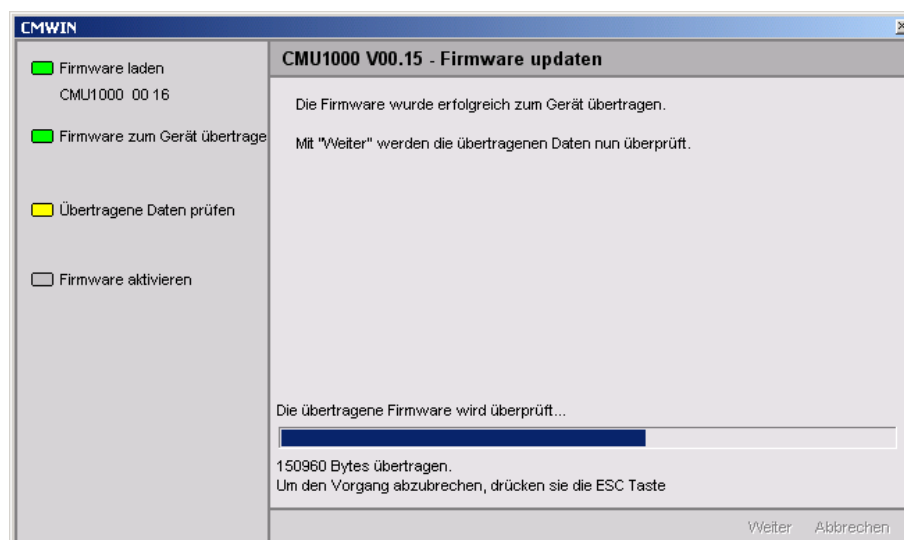 CMWIN
Firmware laden
CMU1000 00 16
Firmware zum Gerät übertrage
Übertragene Daten prüfen
Firmware aktivieren
CMU1000 V00.15 - Firmware updaten
Die Firmware wurde erfolgreich zum Gerät übertragen.
Mit "Weiter" werden die übertragenen Daten nun überprüft.
Die übertragene Firmware wird überprüft...
150960 Bytes übertragen.
Um den Vorgang abzubrechen, drücken sie die ESC Taste
Weiter Abbrechen